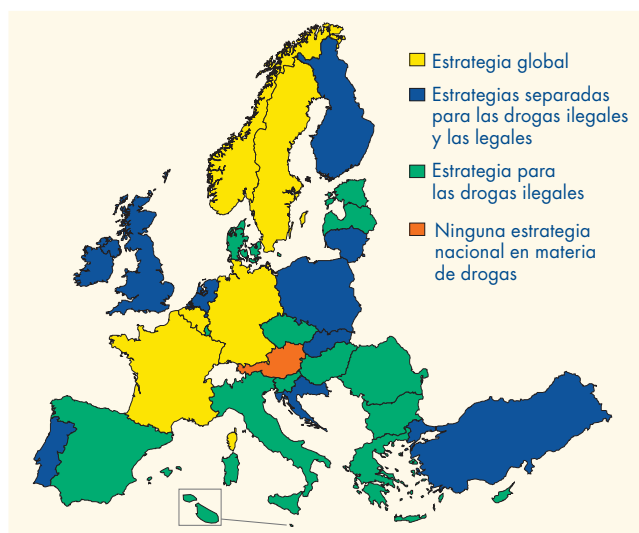 Estrategia global
Estrategias separadas
para las drogas ilegales
y las legales
Estrategia para
las drogas ilegales
Ninguna estrategia
nacional en materia
de drogas